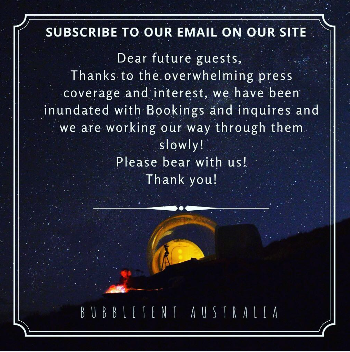 SUBSCRIBE TO OUR EMAIL ON OUR SITE
Dear future guests,
Thanks to the overwhelming press
coverage and interest, we have been
inundated with Bookings and inquires and
we are working our way through them
slowly!
Please bear with us!
Thank you!
BUBBLETENT AUSTRALIA